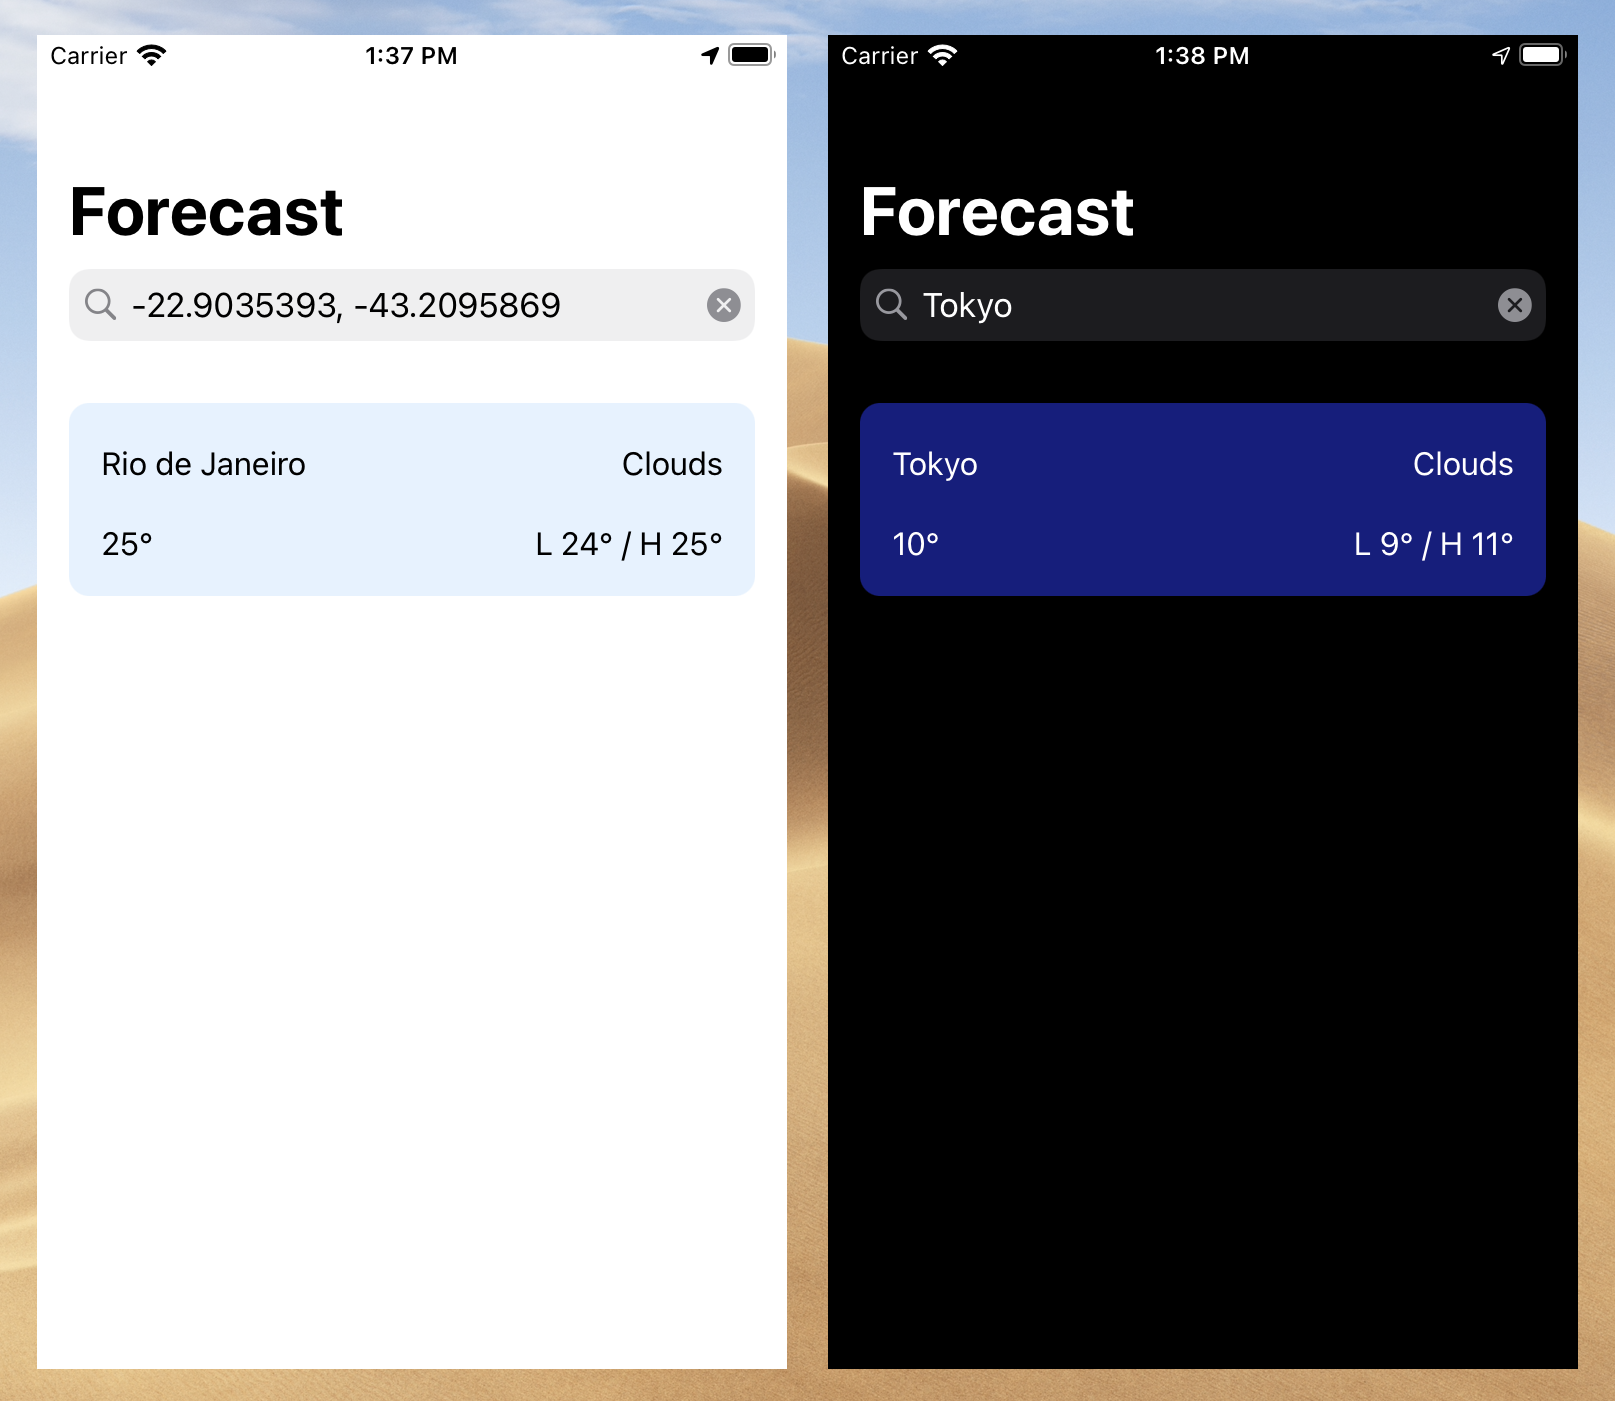 Carrier 1:37 PM
Forecast
-22.9035393, -43.2095869
Rio de Janeiro Clouds
25° L 24° / H 25°
Carrier 1:38 PM
Forecast
Tokyo
Tokyo Clouds
10° L 9° / H 11°